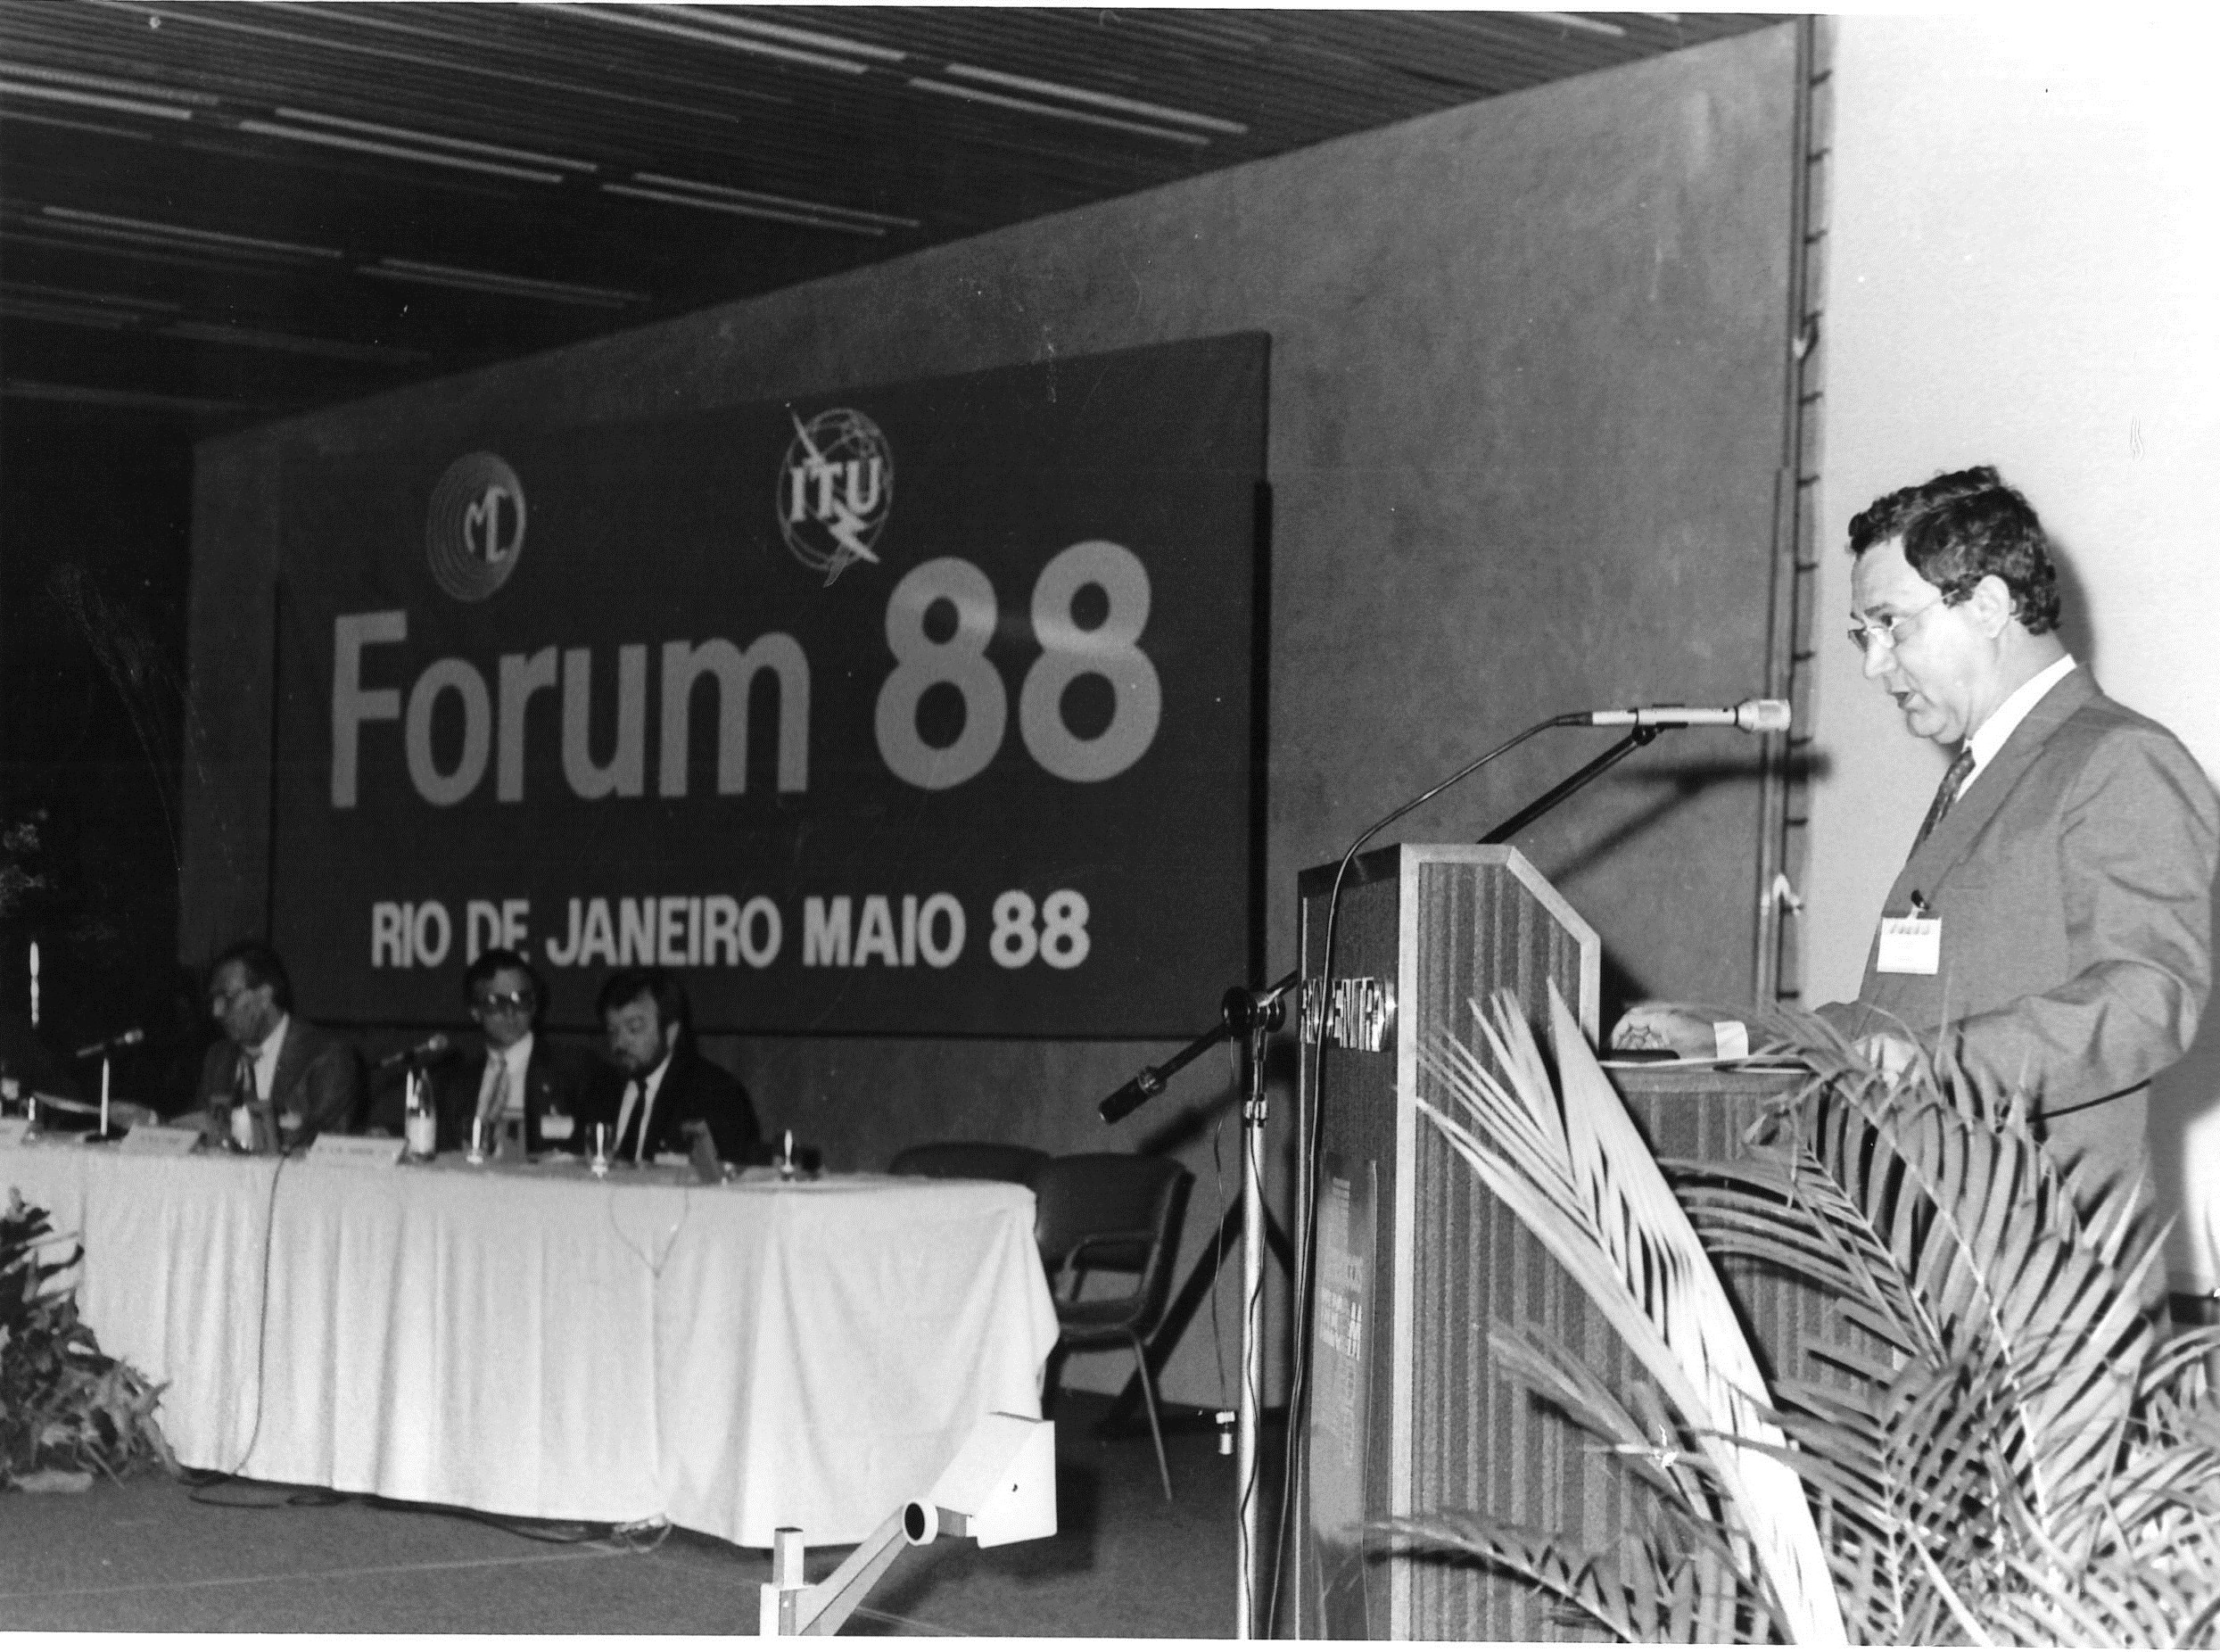 MC
ITU
Forum 88
RIO DE JANEIRO MAIO 88